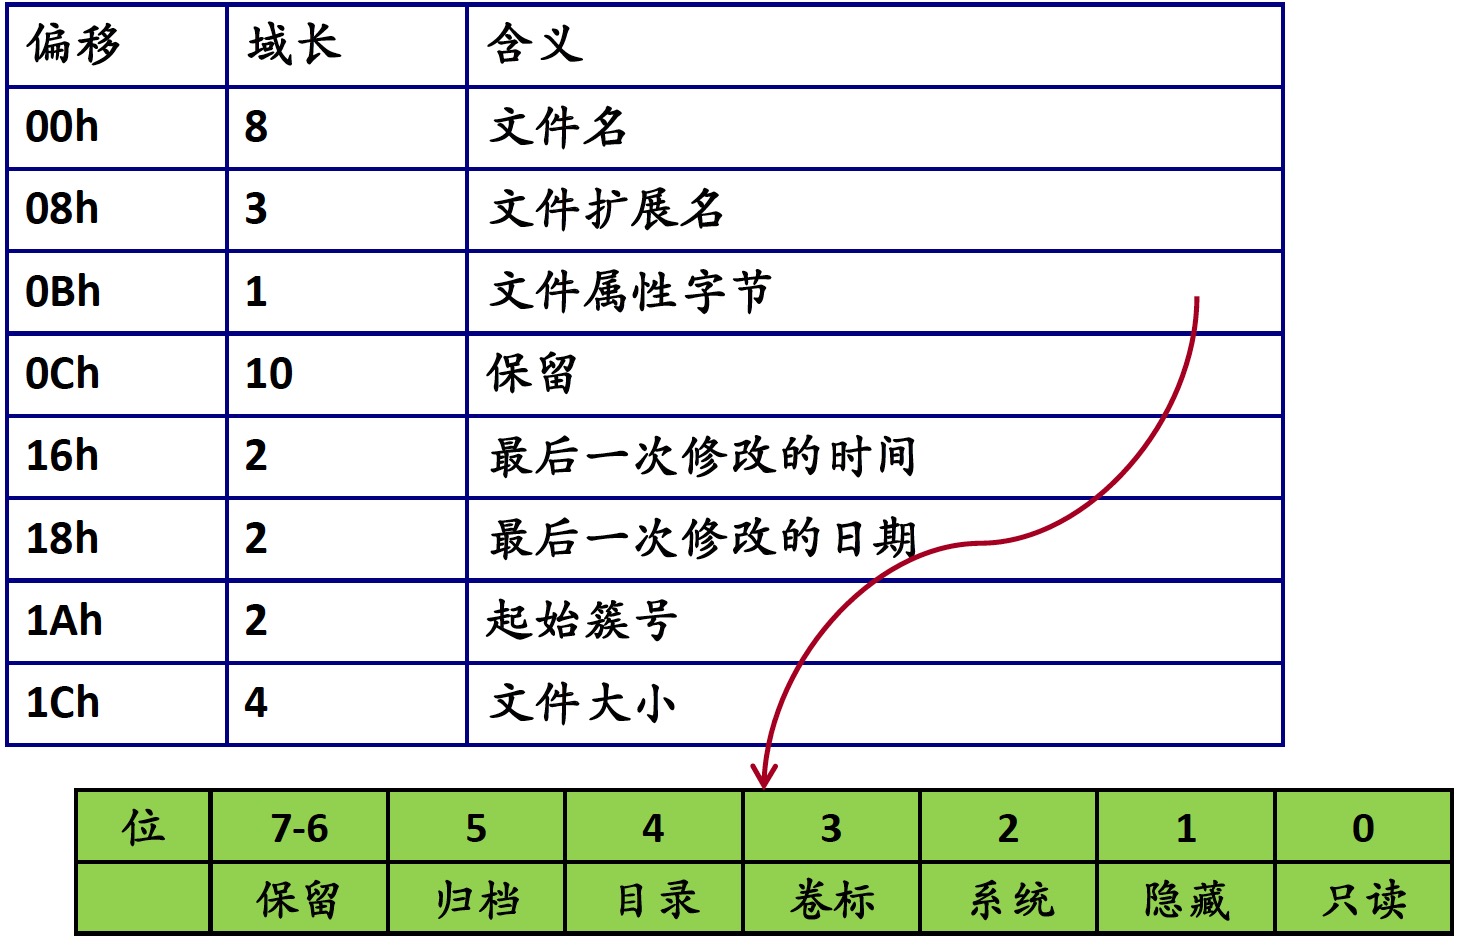 偏移 域长 含义
00h 8 文件名
08h 3 文件扩展名
0Bh 1 文件属性字节
0Ch 10 保留
16h 2 最后一次修改的时间
18h 2 最后一次修改的日期
1Ah 2 起始簇号
1Ch 4 文件大小
位 7-6 5 4 3 2 1 0
保留 归档 目录 卷标 系统 隐藏 只读